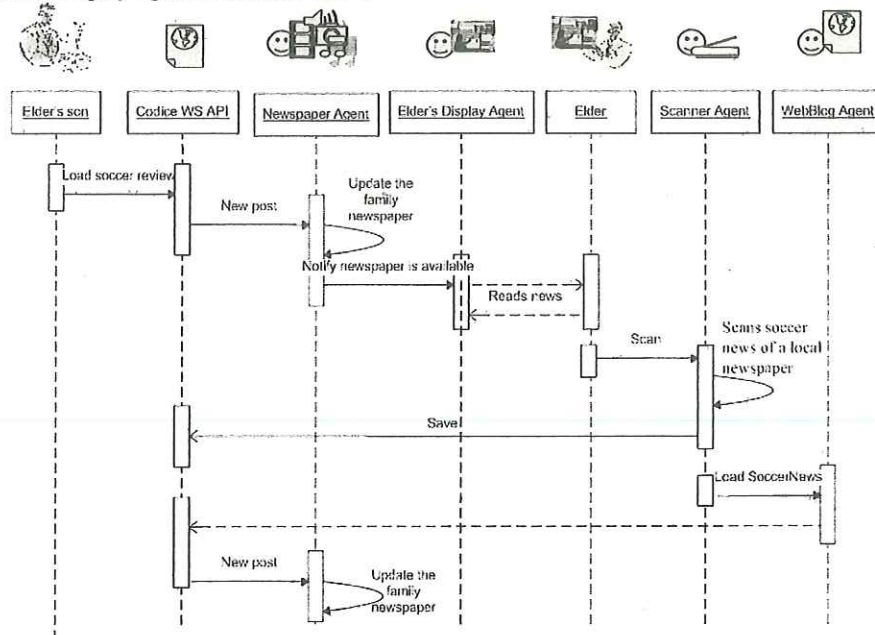 Elder's scn
Codice WS API
Newspaper Agent
Elder's Display Agent
Elder
Scanner Agent
WebBlog Agent
Load soccer review
New post
Update the
family
newspaper
Notify newspaper is available
Reads news
Scan
Scans soccer
news of a local
newspaper
Save
Load SoccerNews
New post
Update the
family
newspaper